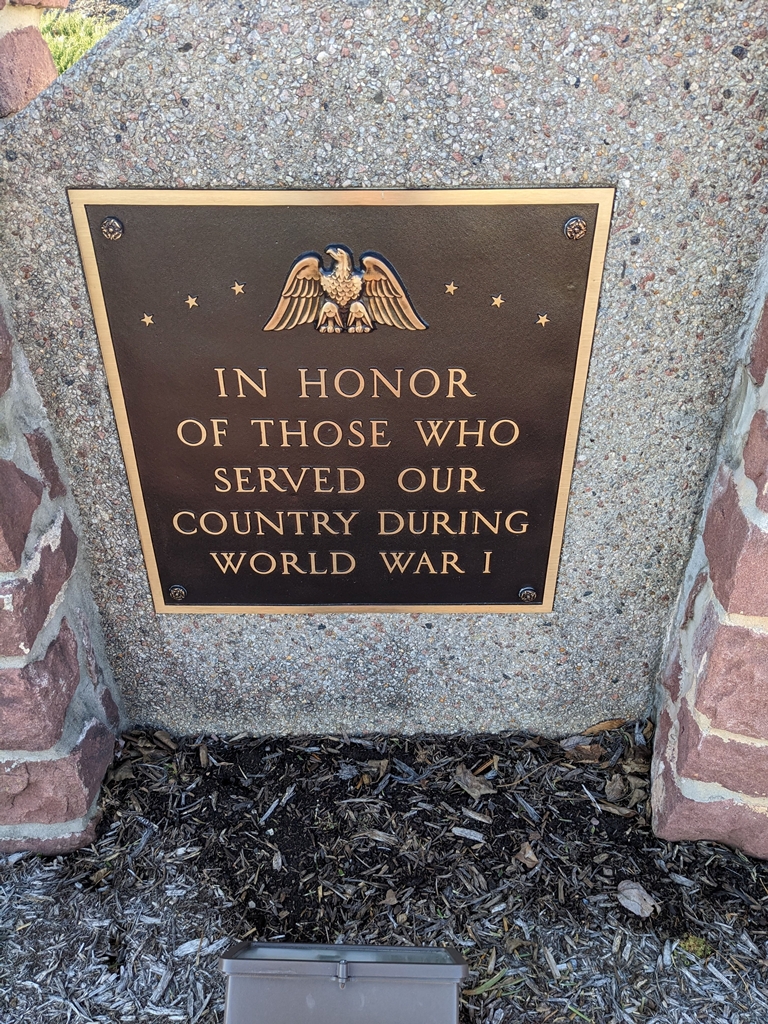 IN HONOR
OF THOSE WHO
SERVED OUR
COUNTRY DURING
WORLD WAR I